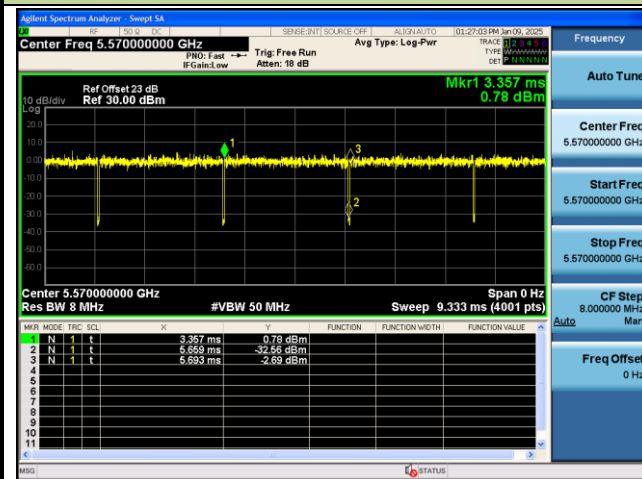 Agilent Spectrum Analyzer - Swept SA
RF 50 Ω DC SENSE:INT SOURCE OFF ALIGNAUTO 01:27:03 PM Jan 09, 2025
Center Freq 5.570000000 GHz Avg Type: Log-Pwr TRACE 1 2 3 4 5 6
PNO: Fast Trig: Free Run TYPE
IFGain:Low Atten: 18 dB DET P N N N N N
Mkr1 3.357 ms
Ref Offset 23 dB
10 dB/div Ref 30.00 dBm 0.78 dBm
Log
20.0
10.0
0.00
-10.0
-20.0
-30.0
-40.0
-50.0
-60.0
1
3
2
Center 5.570000000 GHz Span 0 Hz
Res BW 8 MHz #VBW 50 MHz Sweep 9.333 ms (4001 pts)
MKR MODE TRC SCL X Y FUNCTION FUNCTION WIDTH FUNCTION VALUE
1 N 1 t 3.357 ms 0.78 dBm
2 N 1 t 5.659 ms -32.56 dBm
3 N 1 t 5.693 ms -2.69 dBm
4
5
6
7
8
9
10
11
MSG STATUS
Frequency
Auto Tune
Center Freq
5.570000000 GHz
Start Freq
5.570000000 GHz
Stop Freq
5.570000000 GHz
CF Step
8.000000 MHz
Auto Man
Freq Offset
0 Hz